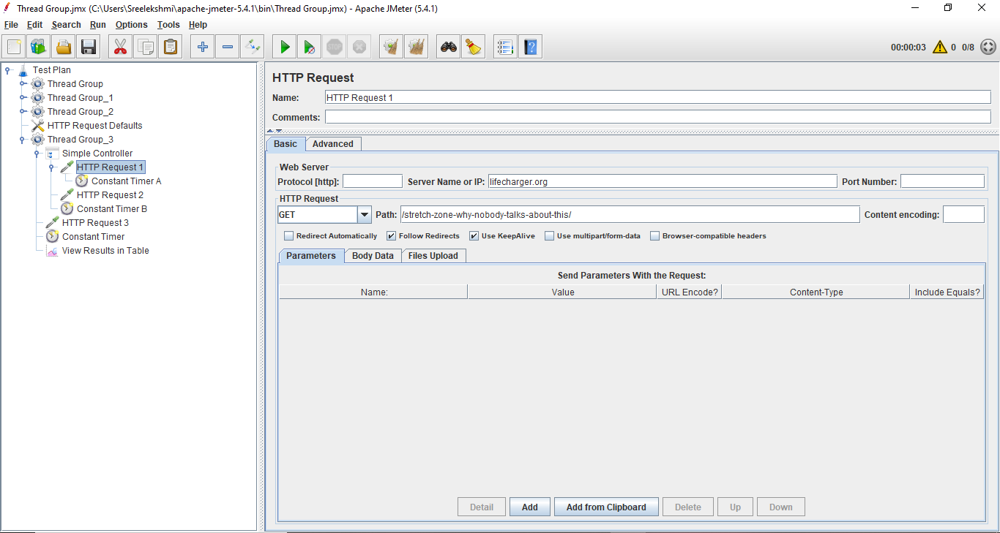 Thread Group.jmx (C:\Users\Sreelekshmi\apache-jmeter-5.4.1\bin\Thread Group.jmx) - Apache JMeter (5.4.1)
File Edit Search Run Options Tools Help
STOP
00:00:03 0 0/8
Test Plan
Thread Group
Thread Group_1
Thread Group_2
HTTP Request Defaults
Thread Group_3
Simple Controller
HTTP Request 1
Constant Timer A
HTTP Request 2
Constant Timer B
HTTP Request 3
Constant Timer
View Results in Table
HTTP Request
Name: HTTP Request 1
Comments:
Basic Advanced
Web Server
Protocol [http]: Server Name or IP: lifecharger.org Port Number:
HTTP Request
GET Path: /stretch-zone-why-nobody-talks-about-this/ Content encoding:
Redirect Automatically Follow Redirects Use KeepAlive Use multipart/form-data Browser-compatible headers
Parameters Body Data Files Upload
Send Parameters With the Request:
Name: Value URL Encode? Content-Type Include Equals?
Detail Add Add from Clipboard Delete Up Down